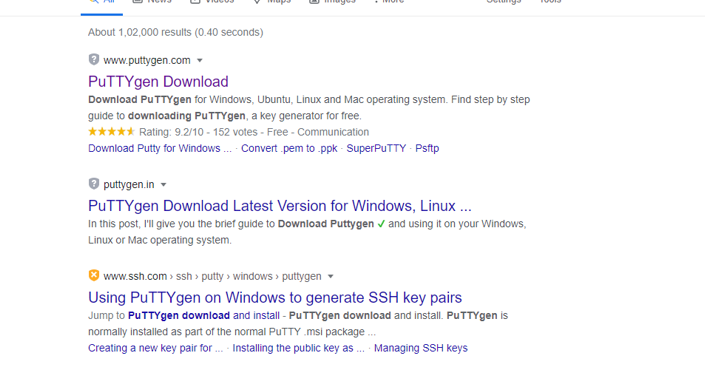 All News Videos Maps Images More Settings Tools
About 1,02,000 results (0.40 seconds)
www.puttygen.com
PuTTYgen Download
Download PuTTYgen for Windows, Ubuntu, Linux and Mac operating system. Find step by step
guide to downloading PuTTYgen, a key generator for free.
Rating: 9.2/10 - 152 votes - Free - Communication
Download Putty for Windows ... · Convert .pem to .ppk · SuperPuTTY · Psftp
puttygen.in
PuTTYgen Download Latest Version for Windows, Linux ...
In this post, I'll give you the brief guide to Download Puttygen ✓ and using it on your Windows,
Linux or Mac operating system.
www.ssh.com › ssh › putty › windows › puttygen
Using PuTTYgen on Windows to generate SSH key pairs
Jump to PuTTYgen download and install - PuTTYgen download and install. PuTTYgen is
normally installed as part of the normal PuTTY .msi package ...
Creating a new key pair for ... · Installing the public key as ... · Managing SSH keys